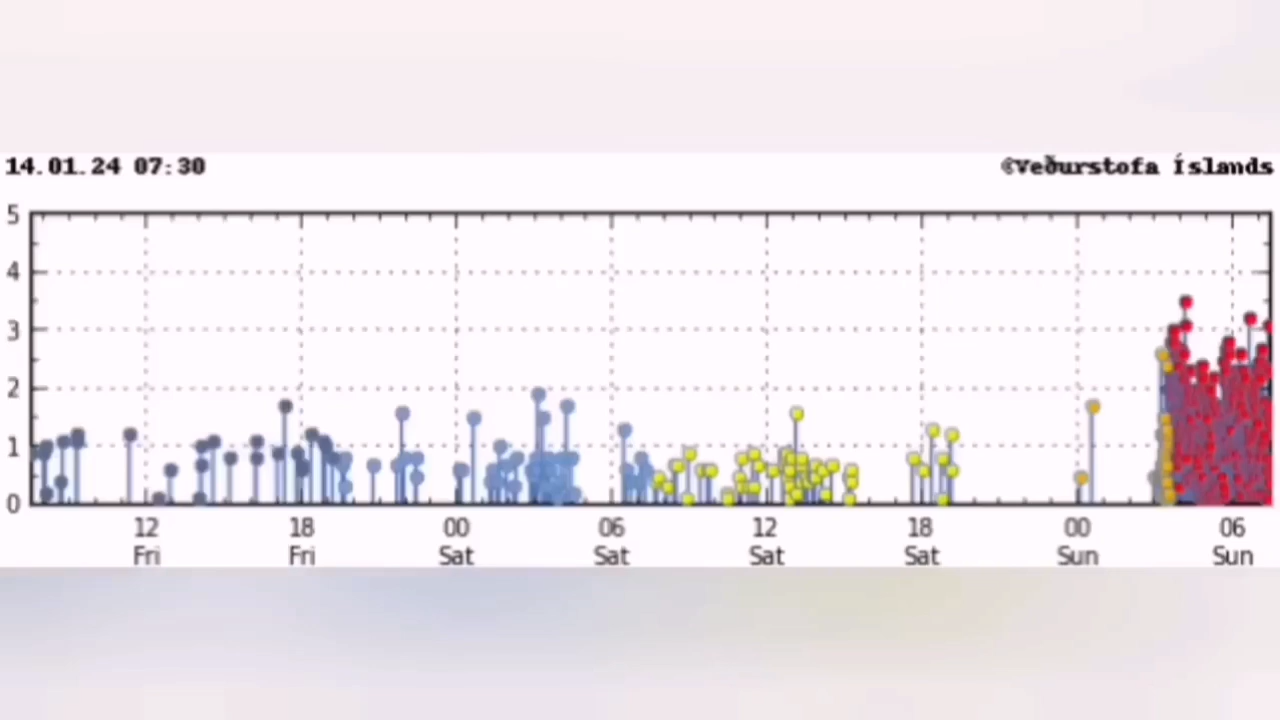 14.01.24 07:30 ©Veðurstofa Íslands
5
4
3
2
1
0
12 18 00 06 12 18 00 06
Fri Fri Sat Sat Sat Sat Sun Sun